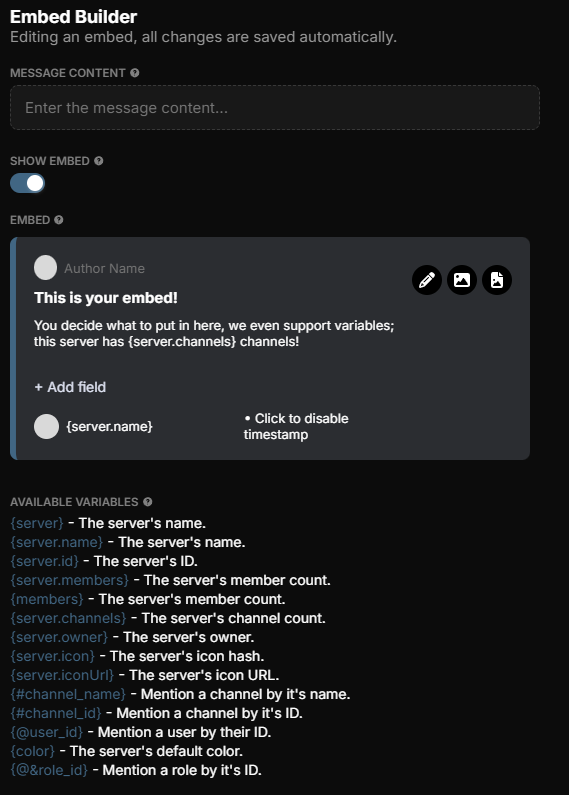 Embed Builder
Editing an embed, all changes are saved automatically.
MESSAGE CONTENT
Enter the message content...
SHOW EMBED
EMBED
Author Name
This is your embed!
You decide what to put in here, we even support variables;
this server has {server.channels} channels!
+ Add field
{server.name}
• Click to disable
timestamp
AVAILABLE VARIABLES
{server} - The server's name.
{server.name} - The server's name.
{server.id} - The server's ID.
{server.members} - The server's member count.
{members} - The server's member count.
{server.channels} - The server's channel count.
{server.owner} - The server's owner.
{server.icon} - The server's icon hash.
{server.iconUrl} - The server's icon URL.
{#channel_name} - Mention a channel by it's name.
{#channel_id} - Mention a channel by it's ID.
{@user_id} - Mention a user by their ID.
{color} - The server's default color.
{@&role_id} - Mention a role by it's ID.